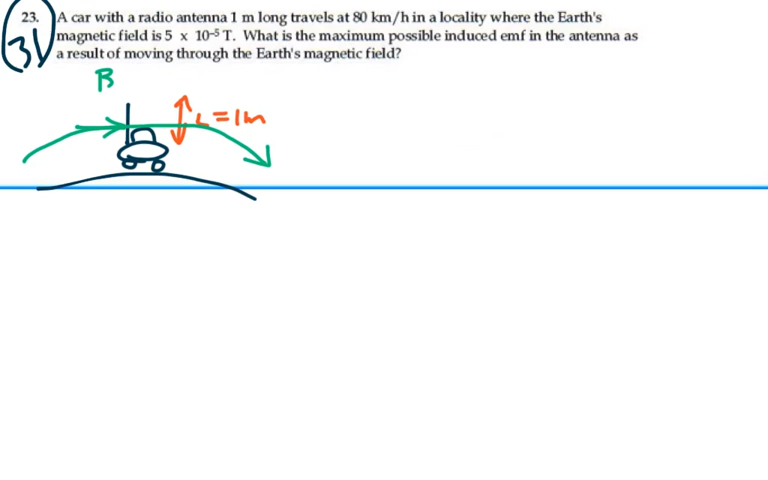 23. A car with a radio antenna 1 m long travels at 80 km/h in a locality where the Earth's
magnetic field is 5 x 10-5 T. What is the maximum possible induced emf in the antenna as
a result of moving through the Earth's magnetic field?
B
L = 1m